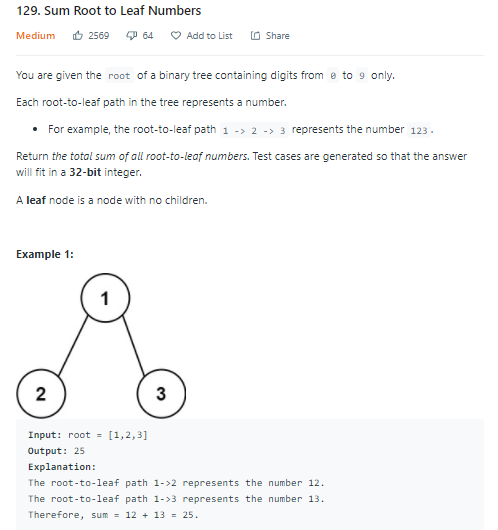 129. Sum Root to Leaf Numbers
Medium 2569 64 Add to List Share
You are given the root of a binary tree containing digits from 0 to 9 only.
Each root-to-leaf path in the tree represents a number.
• For example, the root-to-leaf path 1 -> 2 -> 3 represents the number 123.
Return the total sum of all root-to-leaf numbers. Test cases are generated so that the answer
will fit in a 32-bit integer.
A leaf node is a node with no children.
Example 1:
1
2 3
Input: root = [1,2,3]
Output: 25
Explanation:
The root-to-leaf path 1->2 represents the number 12.
The root-to-leaf path 1->3 represents the number 13.
Therefore, sum = 12 + 13 = 25.